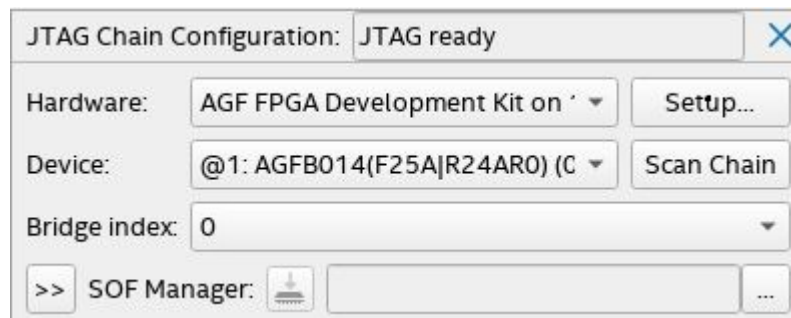 JTAG Chain Configuration: JTAG ready
Hardware: AGF FPGA Development Kit on Setup...
Device: @1: AGFB014(F25A|R24AR0) (0 Scan Chain
Bridge index: 0
>> SOF Manager: ...